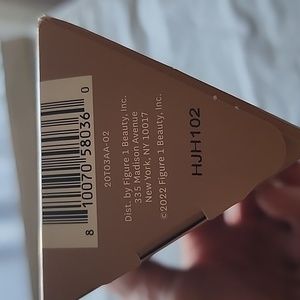 8 10070 58036 0
20T03AA-02
Dist. by Figure 1 Beauty, Inc.
335 Madison Avenue
New York, NY 10017
©2022 Figure 1 Beauty, Inc.
HJH102